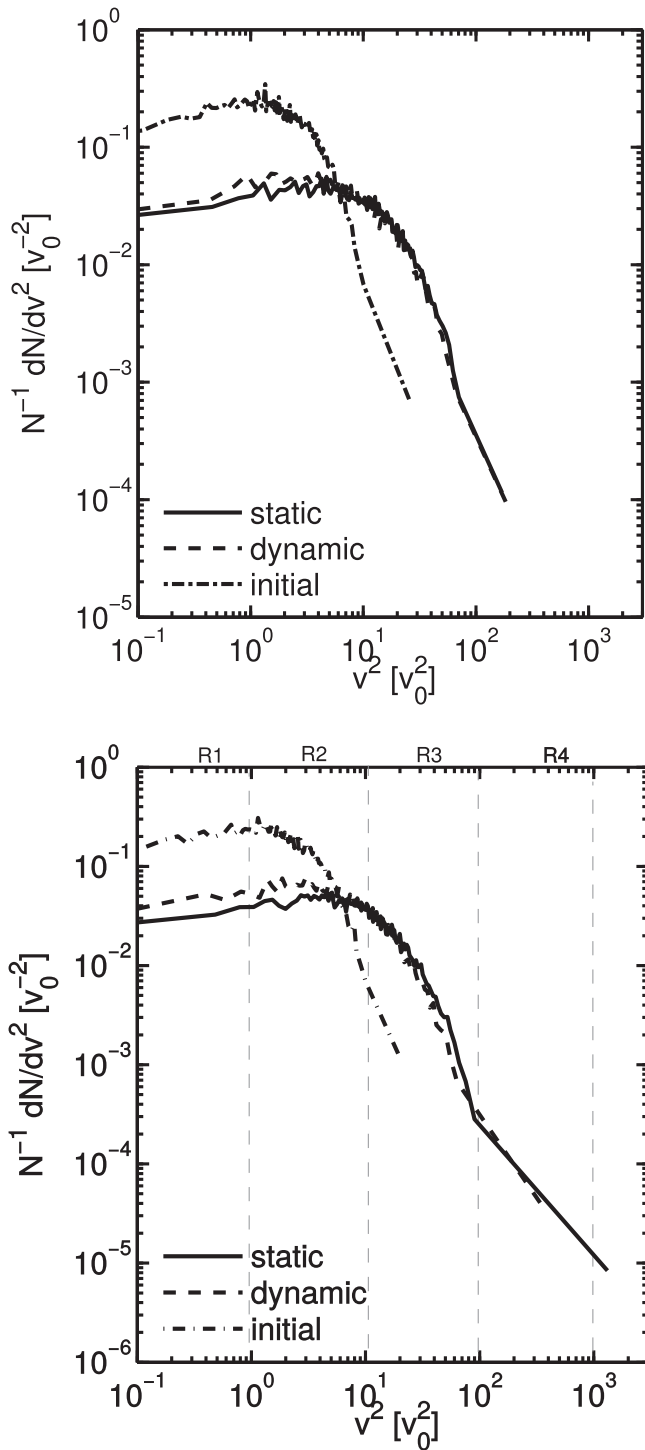 10^0
10^-1
10^-2
10^-3
10^-4
10^-5
N^-1 dN/dv^2 [v_0^-2]
static
dynamic
initial
10^-1 10^0 10^1 10^2 10^3
v^2 [v_0^2]
R1 R2 R3 R4
10^0
10^-1
10^-2
10^-3
10^-4
10^-5
10^-6
N^-1 dN/dv^2 [v_0^-2]
static
dynamic
initial
10^-1 10^0 10^1 10^2 10^3
v^2 [v_0^2]